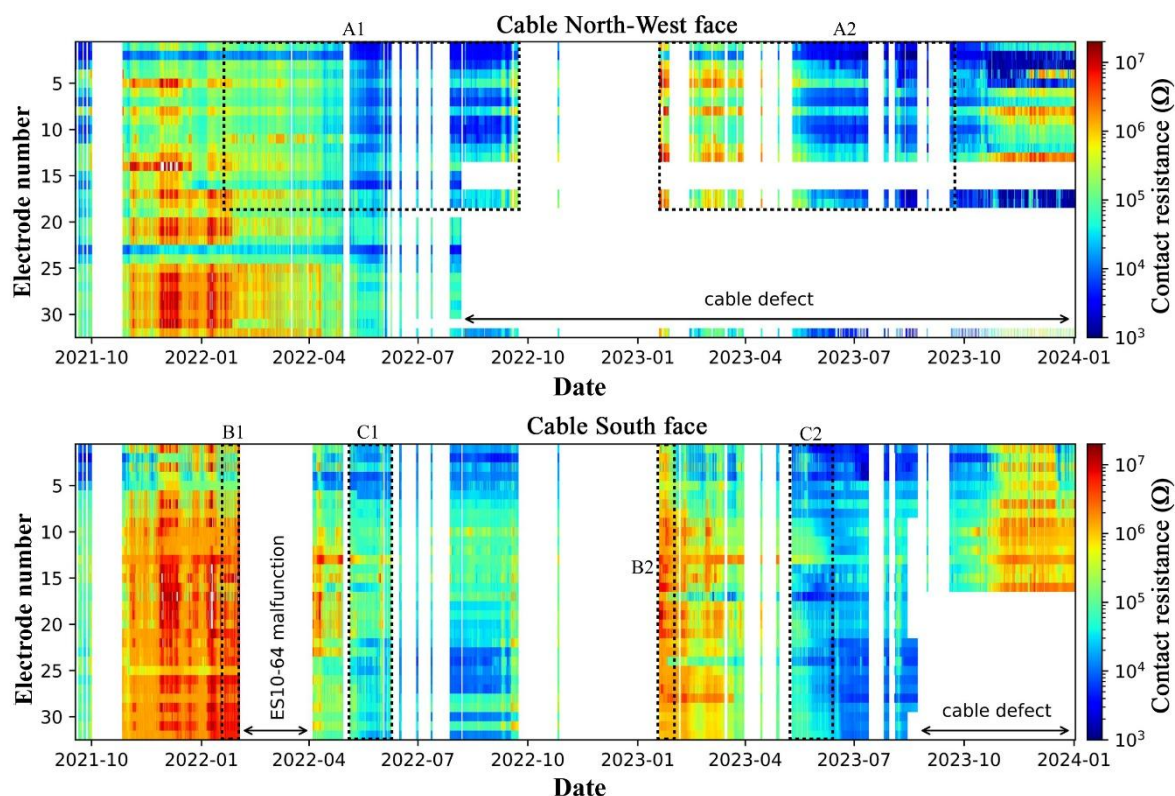 Cable North-West face
A1
A2
Electrode number
5
10
15
20
25
30
cable defect
2021-10 2022-01 2022-04 2022-07 2022-10 2023-01 2023-04 2023-07 2023-10 2024-01
Date
10⁷
10⁶
10⁵
10⁴
10³
Contact resistance (Ω)
Cable South face
B1
C1
C2
Electrode number
5
10
15
20
25
30
ES10-64 malfunction
B2
cable defect
2021-10 2022-01 2022-04 2022-07 2022-10 2023-01 2023-04 2023-07 2023-10 2024-01
Date
10⁷
10⁶
10⁵
10⁴
10³
Contact resistance (Ω)